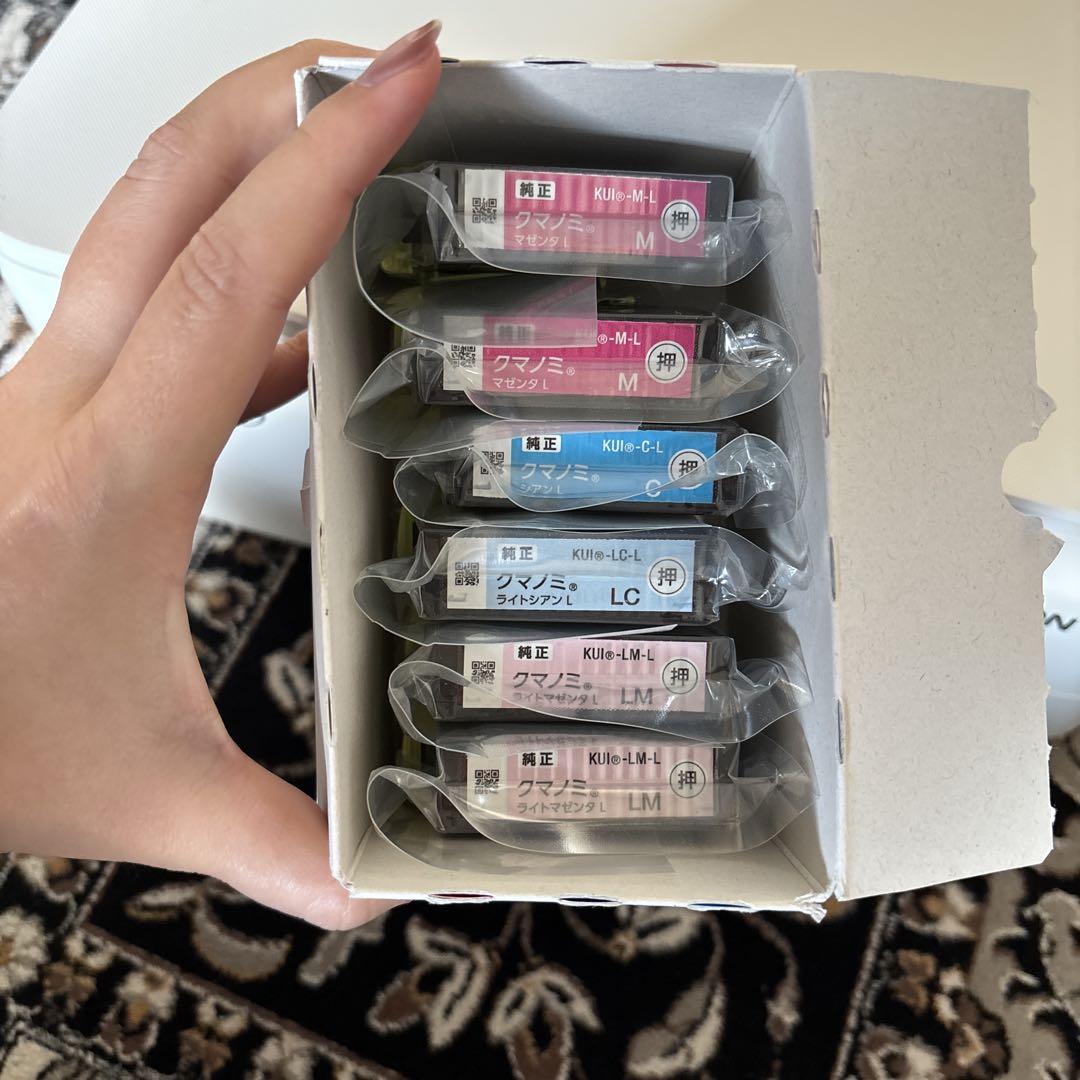 純正 KUI®-M-L
クマノミ®
マゼンタ L M 押
純正 ®-M-L
クマノミ®
マゼンタ L M 押
純正 KUI®-C-L
クマノミ®
シアン L C 押
純正 KUI®-LC-L
クマノミ®
ライトシアン L LC 押
純正 KUI®-LM-L
クマノミ®
ライトマゼンタ L LM 押
純正 KUI®-LM-L
クマノミ®
ライトマゼンタ L LM 押